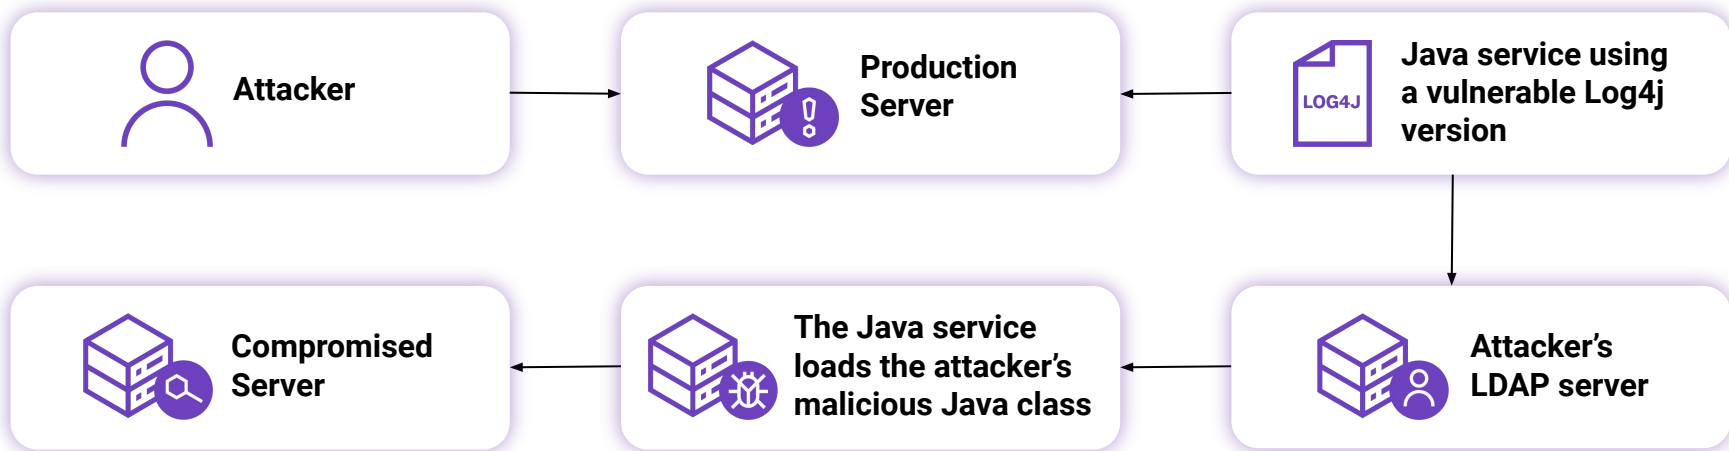 Attacker
Production
Server
LOG4J
Java service using
a vulnerable Log4j
version
Compromised
Server
The Java service
loads the attacker’s
malicious Java class
Attacker’s
LDAP server